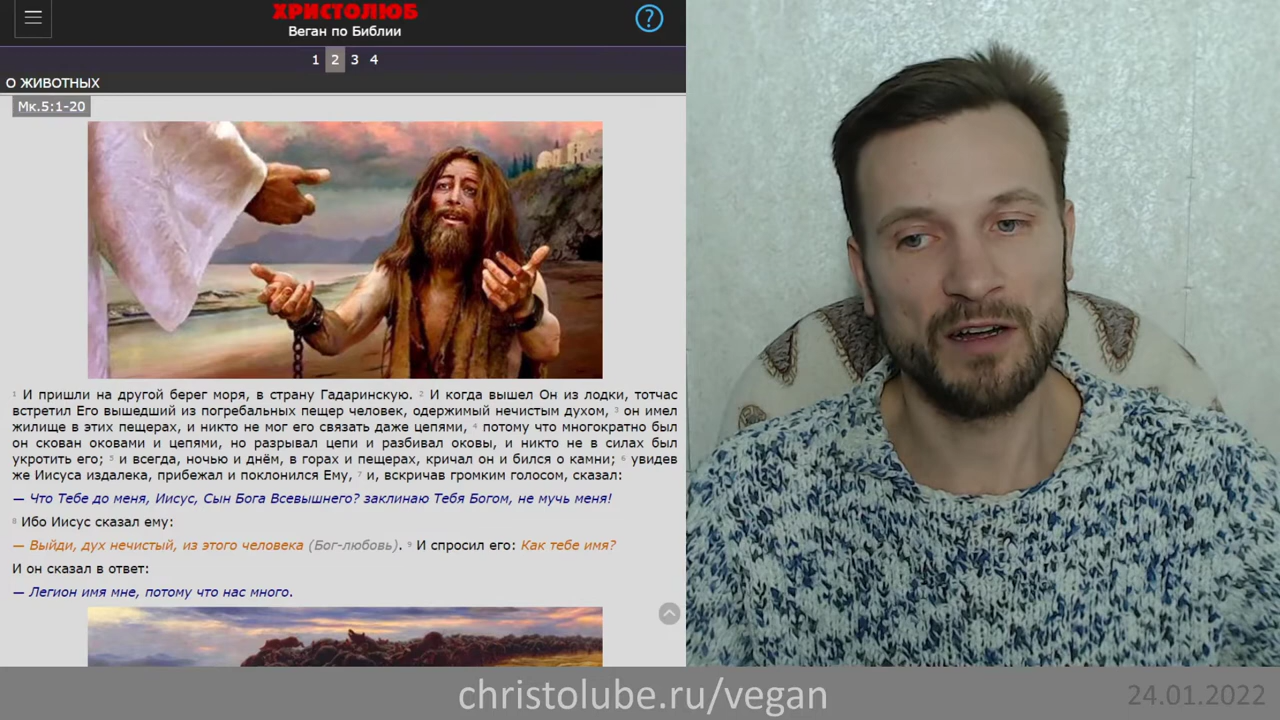 ХРИСТОЛЮБ
Веган по Библии
?
1 2 3 4
О ЖИВОТНЫХ
Мк.5:1-20
1 И пришли на другой берег моря, в страну Гадаринскую. 2 И когда вышел Он из лодки, тотчас
встретил Его вышедший из погребальных пещер человек, одержимый нечистым духом, 3 он имел
жилище в этих пещерах, и никто не мог его связать даже цепями, 4 потому что многократно был
он скован оковами и цепями, но разрывал цепи и разбивал оковы, и никто не в силах был
укротить его; 5 и всегда, ночью и днём, в горах и пещерах, кричал он и бился о камни; 6 увидев
же Иисуса издалека, прибежал и поклонился Ему, 7 и, вскричав громким голосом, сказал:
— Что Тебе до меня, Иисус, Сын Бога Всевышнего? заклинаю Тебя Богом, не мучь меня!
8 Ибо Иисус сказал ему:
— Выйди, дух нечистый, из этого человека (Бог-любовь). 9 И спросил его: Как тебе имя?
И он сказал в ответ:
— Легион имя мне, потому что нас много.
christolube.ru/vegan
24.01.2022